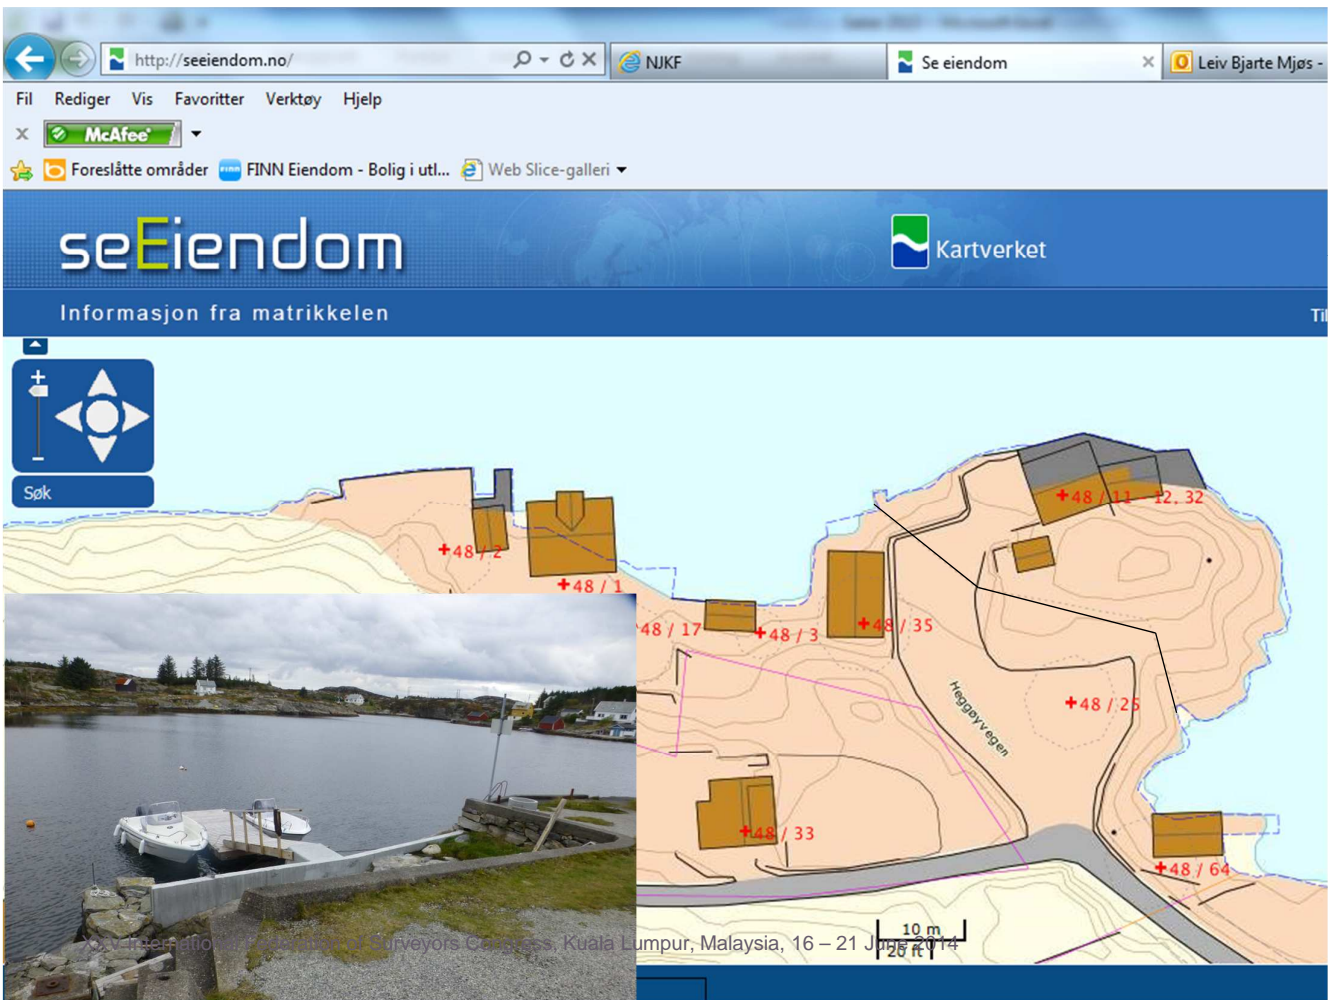 http://seeiendom.no/
NJKF
Se eiendom
Leiv Bjarte Mjøs -
Fil Rediger Vis Favoritter Verktøy Hjelp
McAfee
Foreslåtte områder FINN Eiendom - Bolig i utl... Web Slice-galleri
seEiendom
Kartverket
Informasjon fra matrikkelen
Til
Søk
48 / 11 - 12, 32
48 / 2
48 / 1
48 / 17
48 / 3
48 / 35
48 / 25
Heggøyvegen
48 / 33
48 / 64
10 m
20 ft
XXV International Federation of Surveyors Congress, Kuala Lumpur, Malaysia, 16 – 21 June 2014